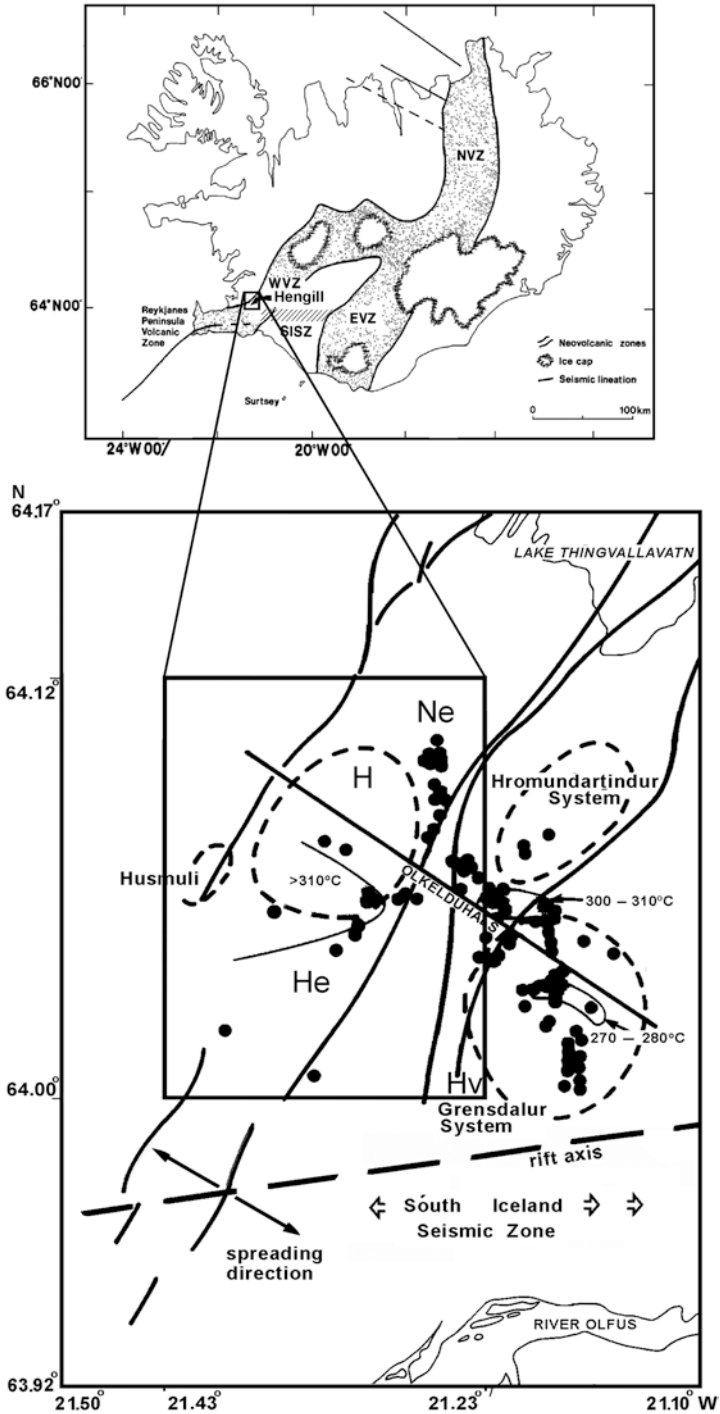 66°N00'
NVZ
WVZ
64°N00'
Hengill
Reykjanes
Peninsula
Volcanic
Zone
SISZ
EVZ
Neovolcanic zones
Ice cap
Seismic lineation
Surtsey
0
100km
24°W00'
20°W00'
N
64.17°
LAKE THINGVALLAVATN
64.12°
Ne
H
Hromundartindur
System
Husmuli
>310°C
OLKELDUHALS
300 – 310°C
He
270 – 280°C
64.00°
Hv
Grensdalur
System
rift axis
South Iceland
Seismic Zone
spreading
direction
RIVER OLFUS
63.92°
21.50°
21.43°
21.23°'
21.10° W